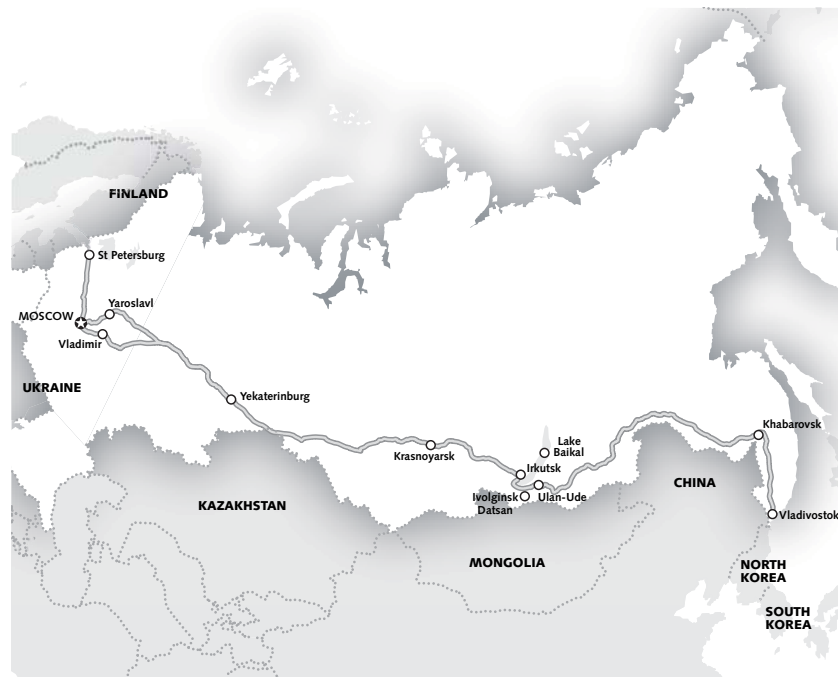 FINLAND
St Petersburg
Yaroslavl
MOSCOW
Vladimir
UKRAINE
Yekaterinburg
Khabarovsk
Lake
Baikal
Krasnoyarsk
Irkutsk
CHINA
Ivolginsk
Datsan
Ulan-Ude
KAZAKHSTAN
Vladivostok
MONGOLIA
NORTH
KOREA
SOUTH
KOREA